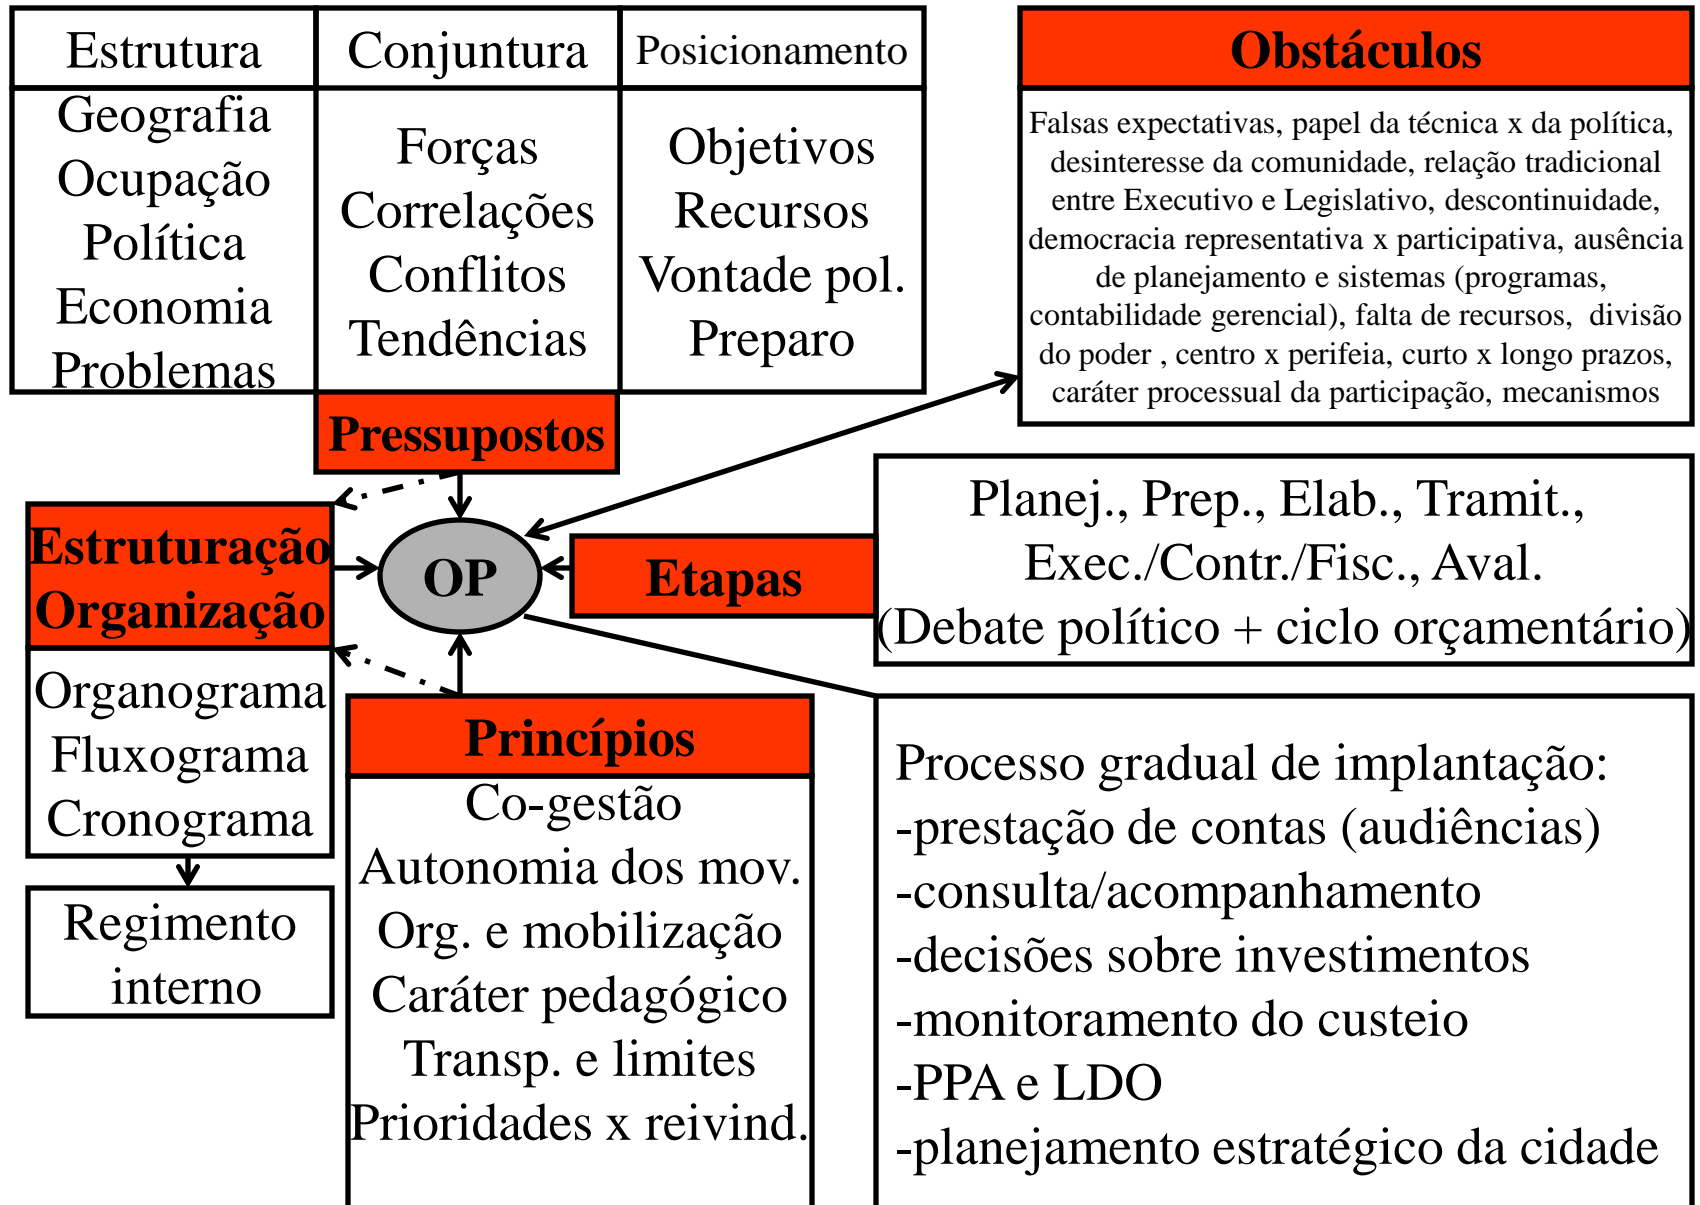 Estrutura
Geografia
Ocupação
Política
Economia
Problemas
Conjuntura
Forças
Correlações
Conflitos
Tendências
Posicionamento
Objetivos
Recursos
Vontade pol.
Preparo
Pressupostos
Obstáculos
Falsas expectativas, papel da técnica x da política,
desinteresse da comunidade, relação tradicional
entre Executivo e Legislativo, descontinuidade,
democracia representativa x participativa, ausência
de planejamento e sistemas (programas,
contabilidade gerencial), falta de recursos, divisão
do poder , centro x perifeia, curto x longo prazos,
caráter processual da participação, mecanismos
Estruturação
Organização
Organograma
Fluxograma
Cronograma
Regimento
interno
OP
Etapas
Planej., Prep., Elab., Tramit.,
Exec./Contr./Fisc., Aval.
(Debate político + ciclo orçamentário)
Princípios
Co-gestão
Autonomia dos mov.
Org. e mobilização
Caráter pedagógico
Transp. e limites
Prioridades x reivind.
Processo gradual de implantação:
-prestação de contas (audiências)
-consulta/acompanhamento
-decisões sobre investimentos
-monitoramento do custeio
-PPA e LDO
-planejamento estratégico da cidade